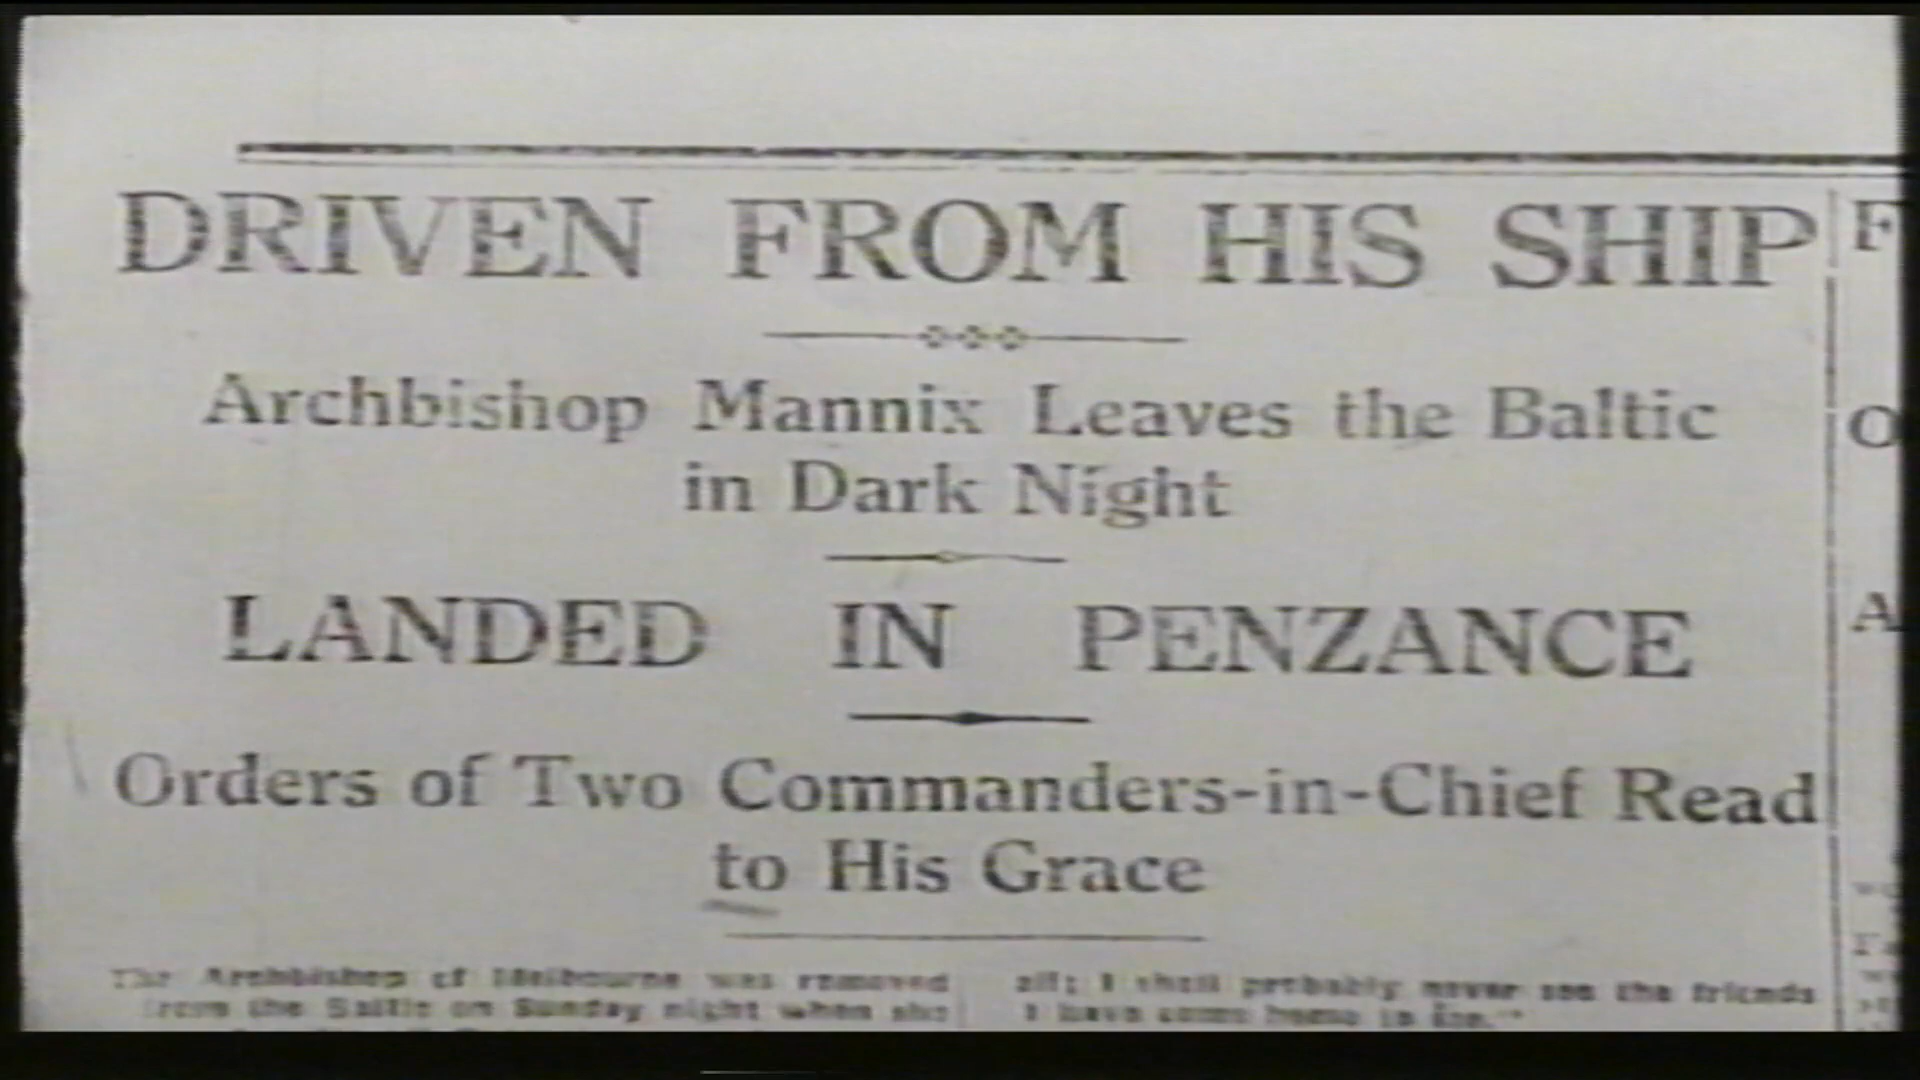 DRIVEN FROM HIS SHIP
Archbishop Mannix Leaves the Baltic
in Dark Night
LANDED IN PENZANCE
Orders of Two Commanders-in-Chief Read
to His Grace
The Archbishop of Melbourne was removed
from the Baltic on Sunday night when she
all; I shall probably never see the friends
I have come home to see."
F
O
A